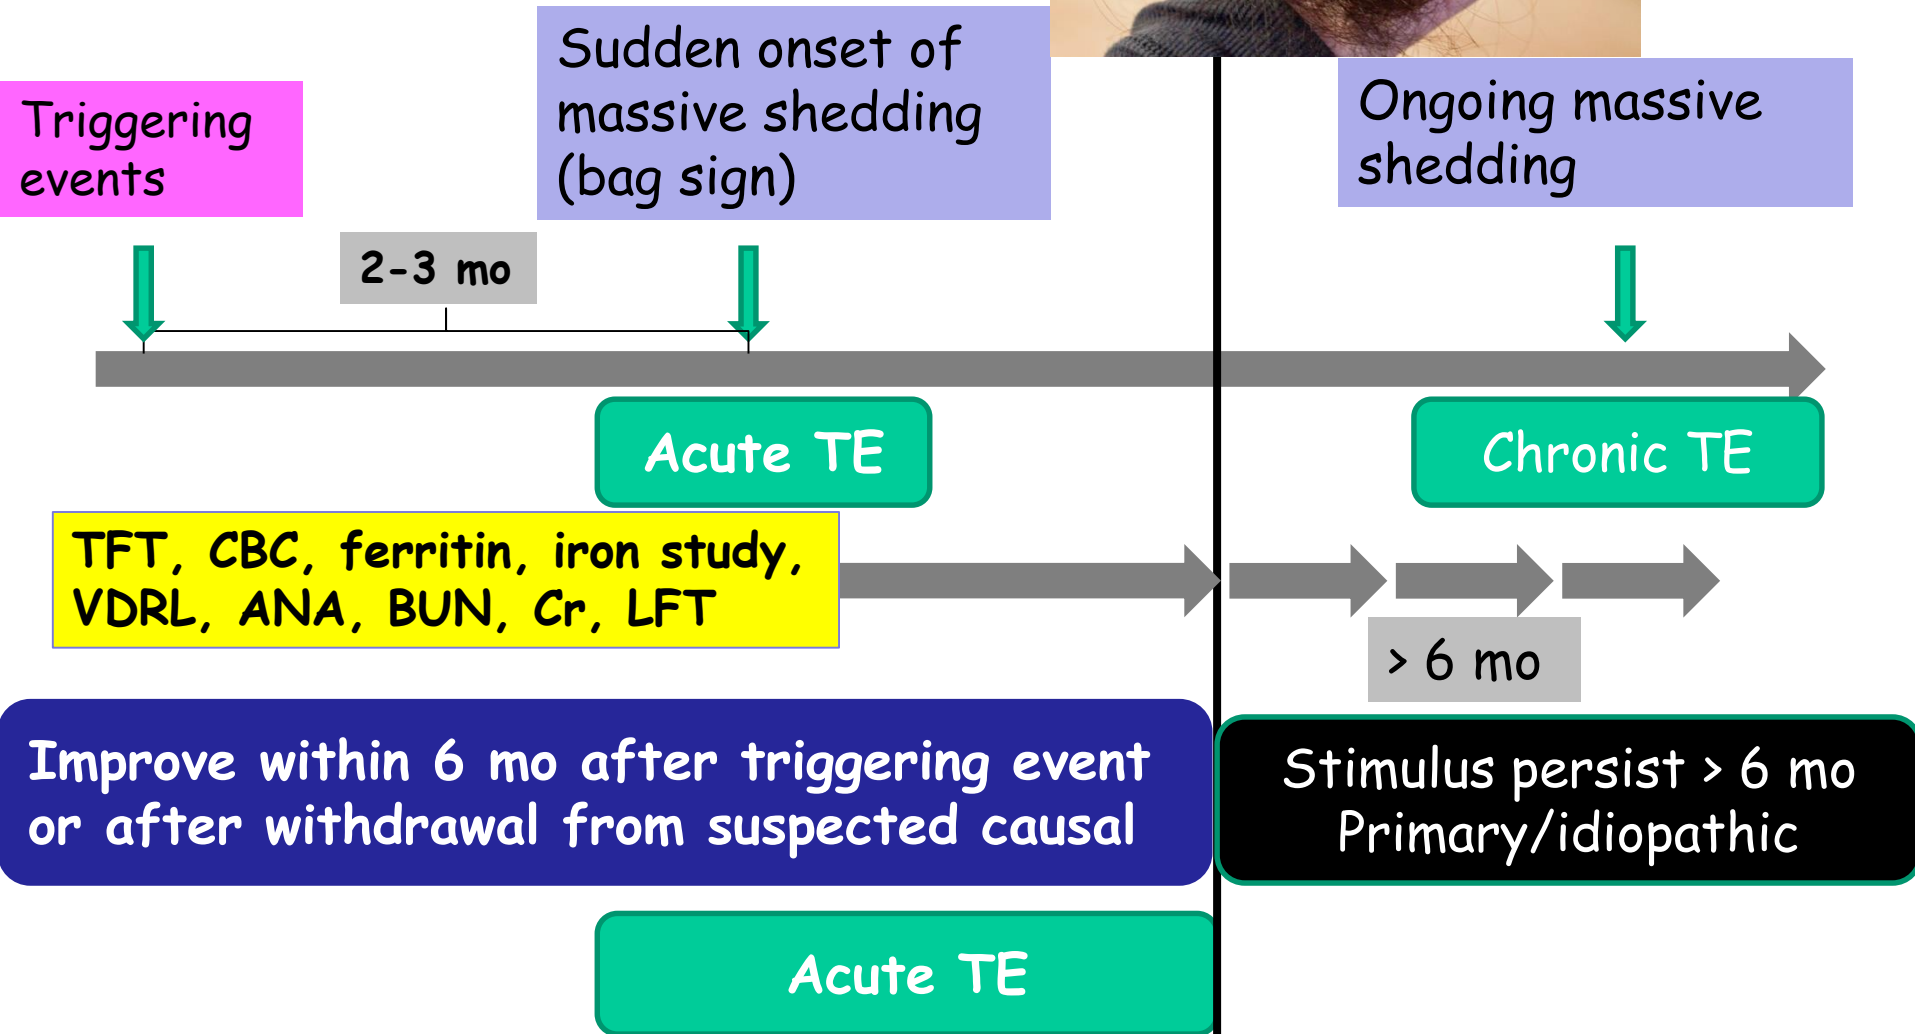 Triggering
events
Sudden onset of
massive shedding
(bag sign)
Ongoing massive
shedding
2-3 mo
Acute TE
Chronic TE
TFT, CBC, ferritin, iron study,
VDRL, ANA, BUN, Cr, LFT
> 6 mo
Improve within 6 mo after triggering event
or after withdrawal from suspected causal
Stimulus persist > 6 mo
Primary/idiopathic
Acute TE